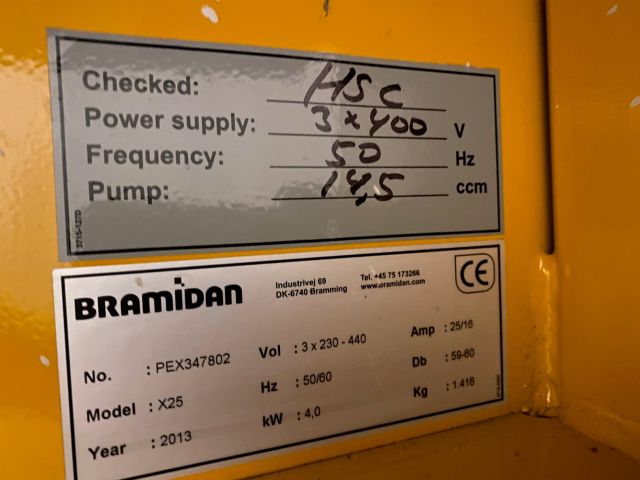 Checked: HSC
Power supply: 3 x 400 V
Frequency: 50 Hz
Pump: 14,5 ccm
3715-127D
BRAMIDAN
Industrivej 69
DK-6740 Bramming
Tel. +45 75 173266
www.bramidan.com
CE
No. : PEX347802
Model : X25
Year : 2013
Vol : 3 x 230 - 440
Hz : 50/60
kW : 4,0
Amp : 25/16
Db : 59-60
Kg : 1.416